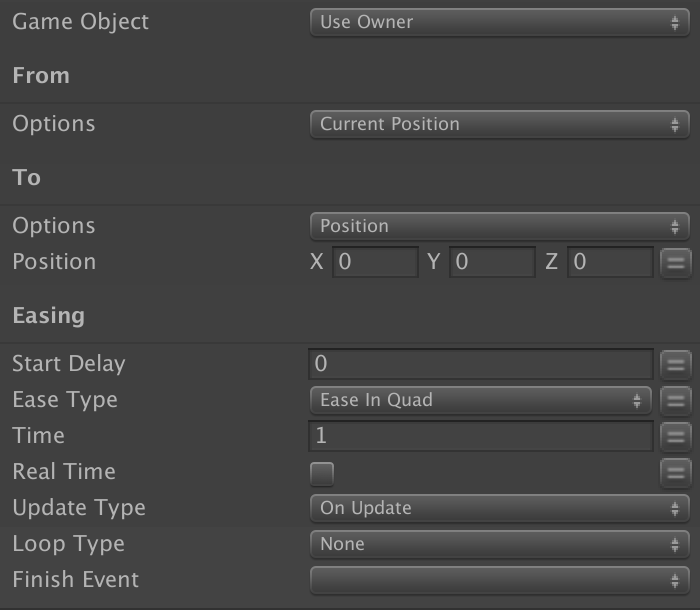 Game Object Use Owner
From
Options Current Position
To
Options Position
Position X 0 Y 0 Z 0
Easing
Start Delay 0
Ease Type Ease In Quad
Time 1
Real Time
Update Type On Update
Loop Type None
Finish Event